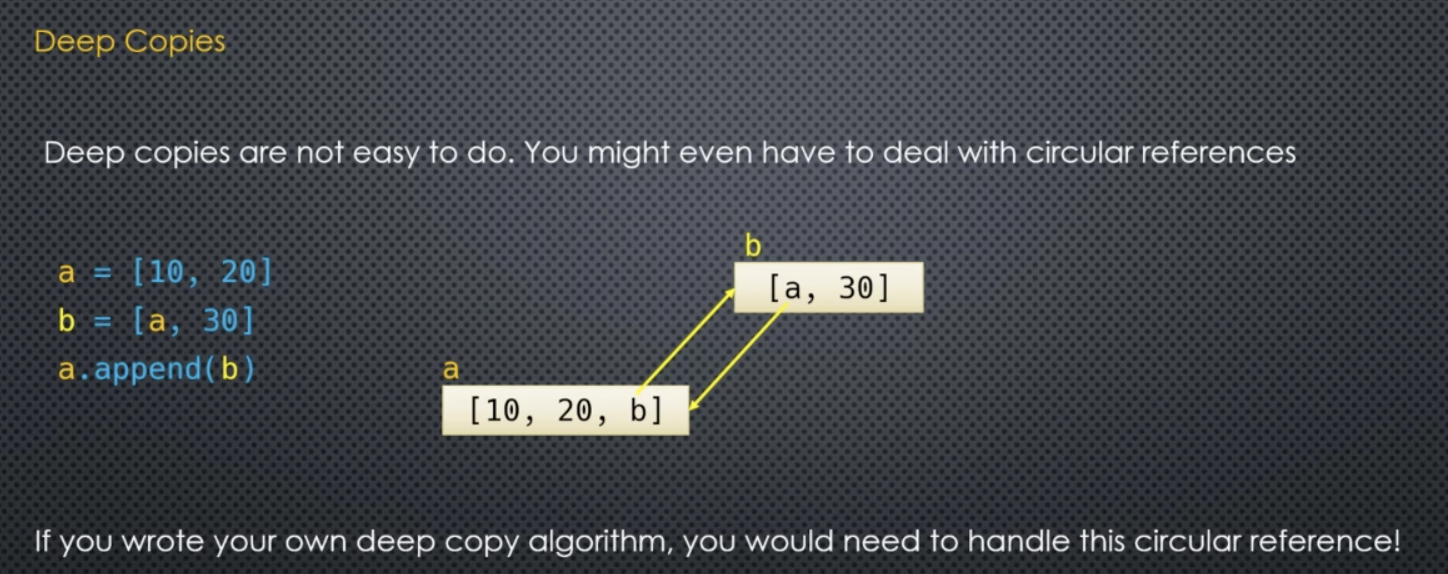 Deep Copies
Deep copies are not easy to do. You might even have to deal with circular references
a = [10, 20]
b = [a, 30]
a.append(b)
b
[a, 30]
a
[10, 20, b]
If you wrote your own deep copy algorithm, you would need to handle this circular reference!